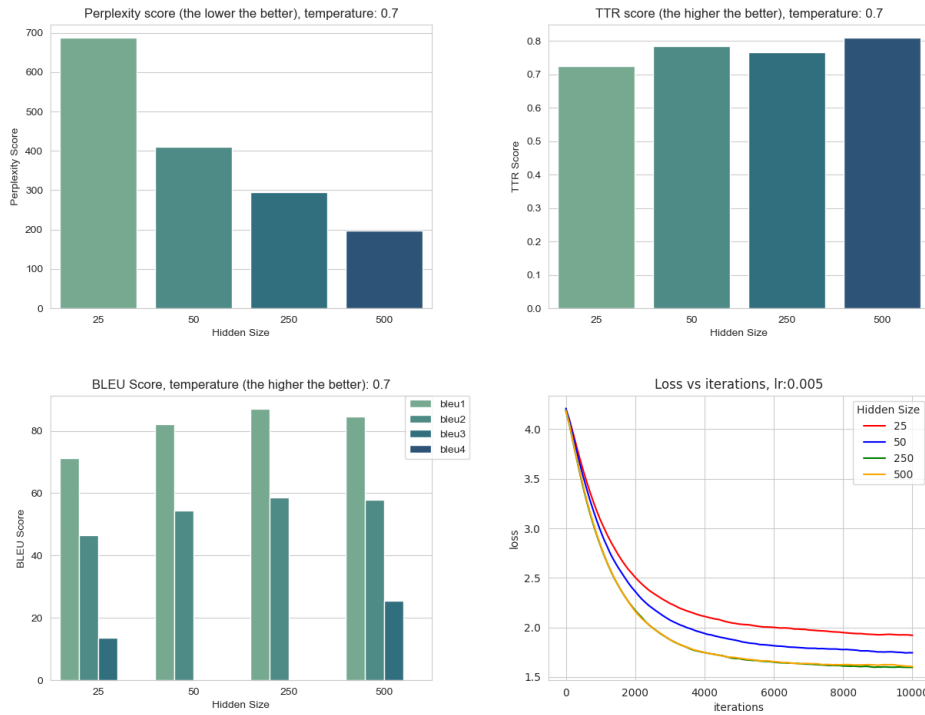 Perplexity score (the lower the better), temperature: 0.7
700
600
500
400
300
200
100
0
Perplexity Score
25 50 250 500
Hidden Size
TTR score (the higher the better), temperature: 0.7
0.8
0.7
0.6
0.5
0.4
0.3
0.2
0.1
0.0
TTR Score
25 50 250 500
Hidden Size
BLEU Score, temperature (the higher the better): 0.7
bleu1
bleu2
bleu3
bleu4
80
60
40
20
0
BLEU Score
25 50 250 500
Loss vs iterations, lr:0.005
Hidden Size
25
50
250
500
4.0
3.5
3.0
2.5
2.0
1.5
loss
0 2000 4000 6000 8000 10000
iterations